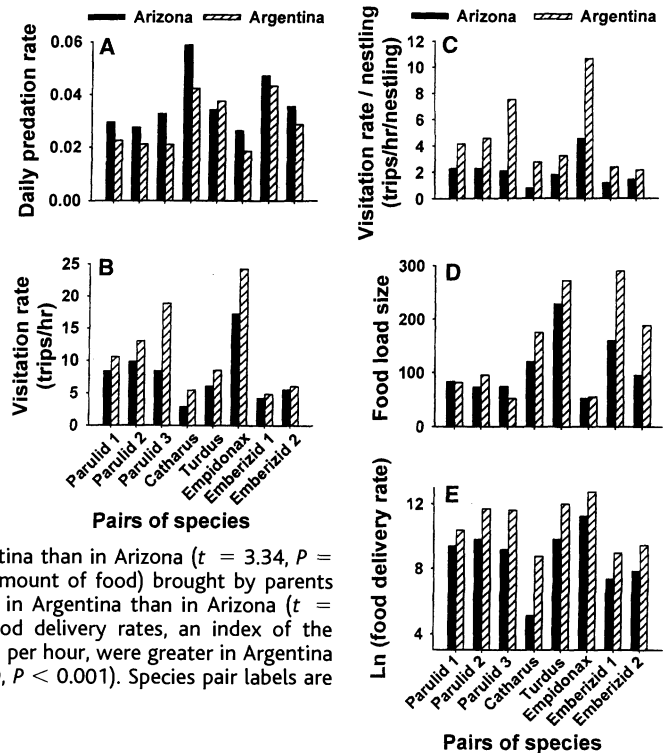 Arizona Argentina
A
Daily predation rate
0.06
0.04
0.02
0.00
B
Visitation rate
(trips/hr)
25
20
15
10
5
0
Parulid 1
Parulid 2
Parulid 3
Catharus
Turdus
Empidonax
Emberizid 1
Emberizid 2
Pairs of species
tina than in Arizona (t = 3.34, P =
mount of food) brought by parents
in Argentina than in Arizona (t =
od delivery rates, an index of the
per hour, were greater in Argentina
, P < 0.001). Species pair labels are
Arizona Argentina
C
Visitation rate / nestling
(trips/hr/nestling)
12
10
8
6
4
2
0
D
Food load size
300
200
100
0
E
Ln (food delivery rate)
12
8
4
Parulid 1
Parulid 2
Parulid 3
Catharus
Turdus
Empidonax
Emberizid 1
Emberizid 2
Pairs of species